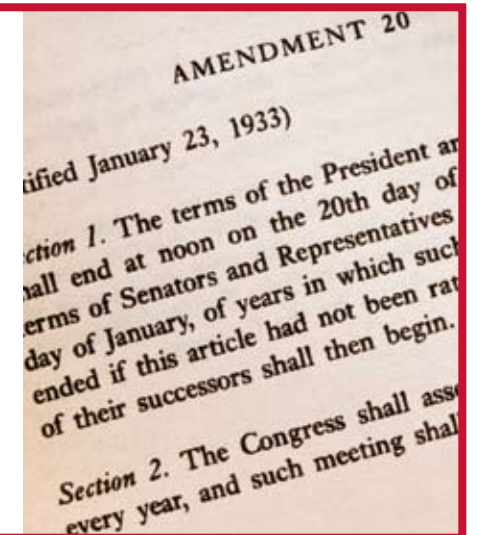 AMENDMENT 20
ified January 23, 1933)
ction 1. The terms of the President ar
hall end at noon on the 20th day of
erms of Senators and Representatives
day of January, of years in which such
ended if this article had not been rat
of their successors shall then begin.
Section 2. The Congress shall asse
every year, and such meeting shall